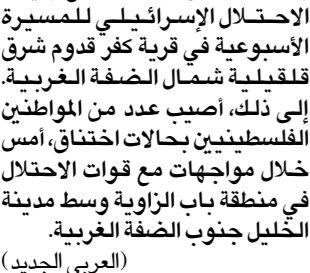 الاحتلال الإسرائيلي للمسيرة
الأسبوعية في قرية كفر قدوم شرق
قلقيلية شمال الضفة الغربية.
إلى ذلك، أصيب عدد من المواطنين
الفلسطينيين بحالات اختناق، أمس
خلال مواجهات مع قوات الاحتلال
في منطقة باب الزاوية وسط مدينة
الخليل جنوب الضفة الغربية.
(العربي الجديد)